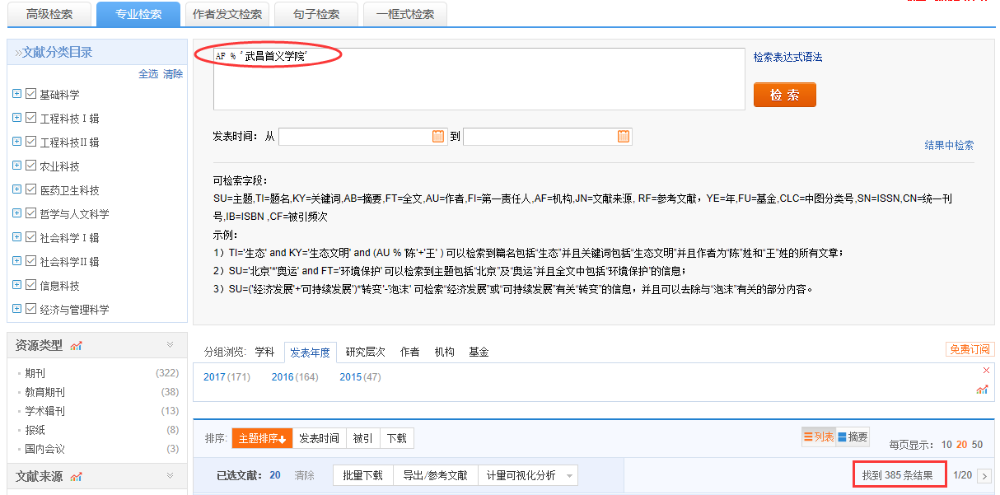 高级检索 专业检索 作者发文检索 句子检索 一框式检索
»文献分类目录
全选 清除
基础科学
工程科技Ⅰ辑
工程科技II辑
农业科技
医药卫生科技
哲学与人文科学
社会科学Ⅰ辑
社会科学II辑
信息科技
经济与管理科学
AF % '武昌首义学院'
检索表达式语法
检 索
发表时间: 从 到
结果中检索
可检索字段:
SU=主题,TI=题名,KY=关键词,AB=摘要,FT=全文,AU=作者,FI=第一责任人,AF=机构,JN=文献来源, RF=参考文献，YE=年,FU=基金,CLC=中图分类号,SN=ISSN,CN=统一刊
号,IB=ISBN ,CF=被引频次
示例:
1）TI='生态' and KY='生态文明' and (AU % '陈'+'王' ) 可以检索到篇名包括“生态”并且关键词包括“生态文明”并且作者为“陈”姓和“王”姓的所有文章；
2）SU='北京'*'奥运' and FT='环境保护' 可以检索到主题包括“北京”及“奥运”并且全文中包括“环境保护”的信息；
3）SU=('经济发展'+'可持续发展')*'转变'-'泡沫' 可检索“经济发展”或“可持续发展”有关“转变”的信息，并且可以去除与“泡沫”有关的部分内容。
资源类型
期刊 (322)
教育期刊 (38)
学术辑刊 (13)
报纸 (8)
国内会议 (3)
文献来源
分组浏览: 学科 发表年度 研究层次 作者 机构 基金
免费订阅
2017 (171) 2016 (164) 2015 (47)
排序: 主题排序 发表时间 被引 下载
列表 摘要 每页显示: 10 20 50
已选文献: 20 清除 批量下载 导出/参考文献 计量可视化分析
找到 385 条结果 1/20